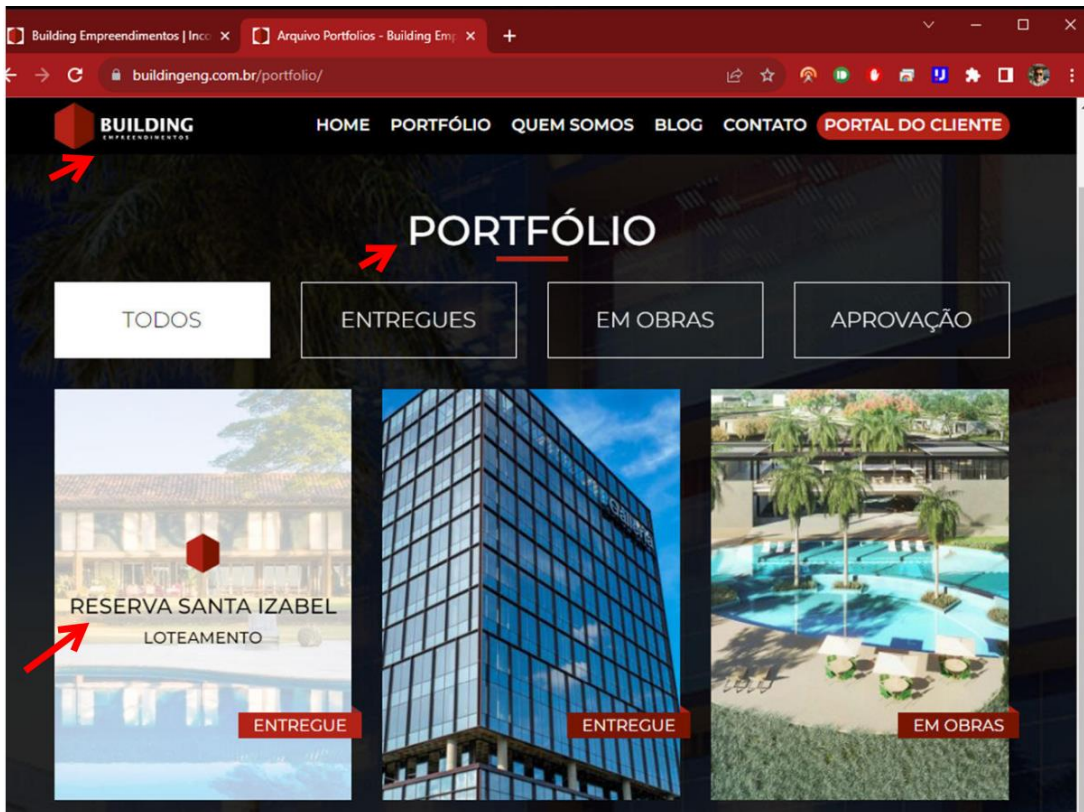 Building Empreendimentos | Inco
Arquivo Portfolios - Building Emp
buildingeng.com.br/portfolio/
BUILDING
EMPREENDIMENTOS
HOME PORTFÓLIO QUEM SOMOS BLOG CONTATO PORTAL DO CLIENTE
PORTFÓLIO
TODOS ENTREGUES EM OBRAS APROVAÇÃO
RESERVA SANTA IZABEL
LOTEAMENTO
ENTREGUE ENTREGUE EM OBRAS